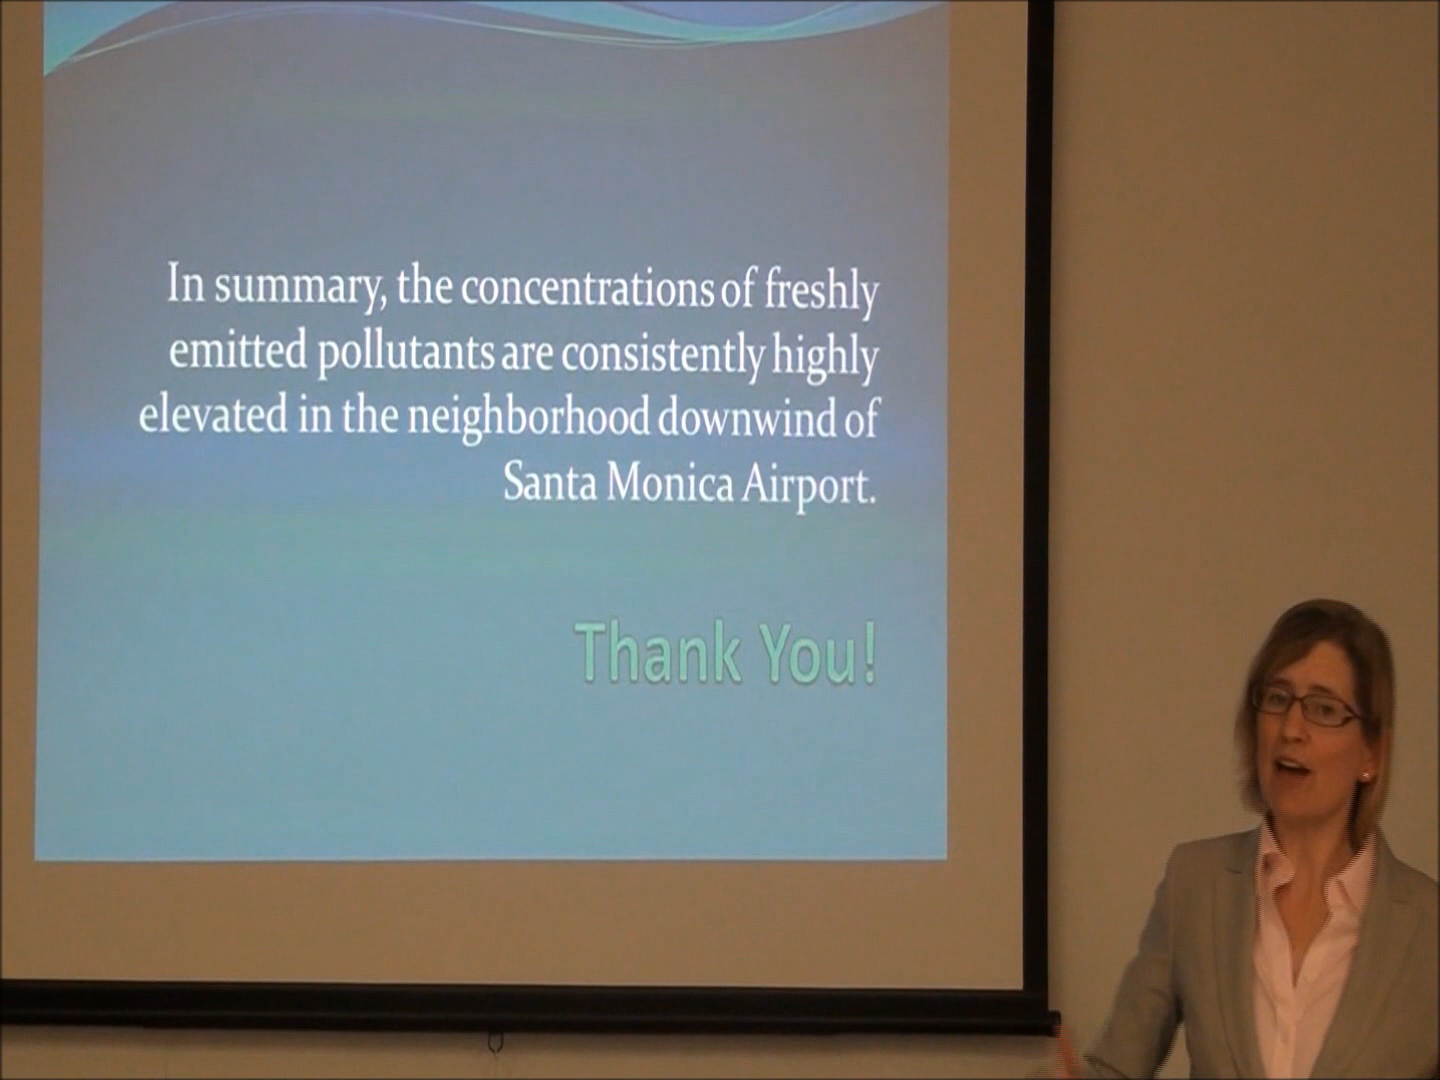 In summary, the concentrations of freshly
emitted pollutants are consistently highly
elevated in the neighborhood downwind of
Santa Monica Airport.
Thank You!